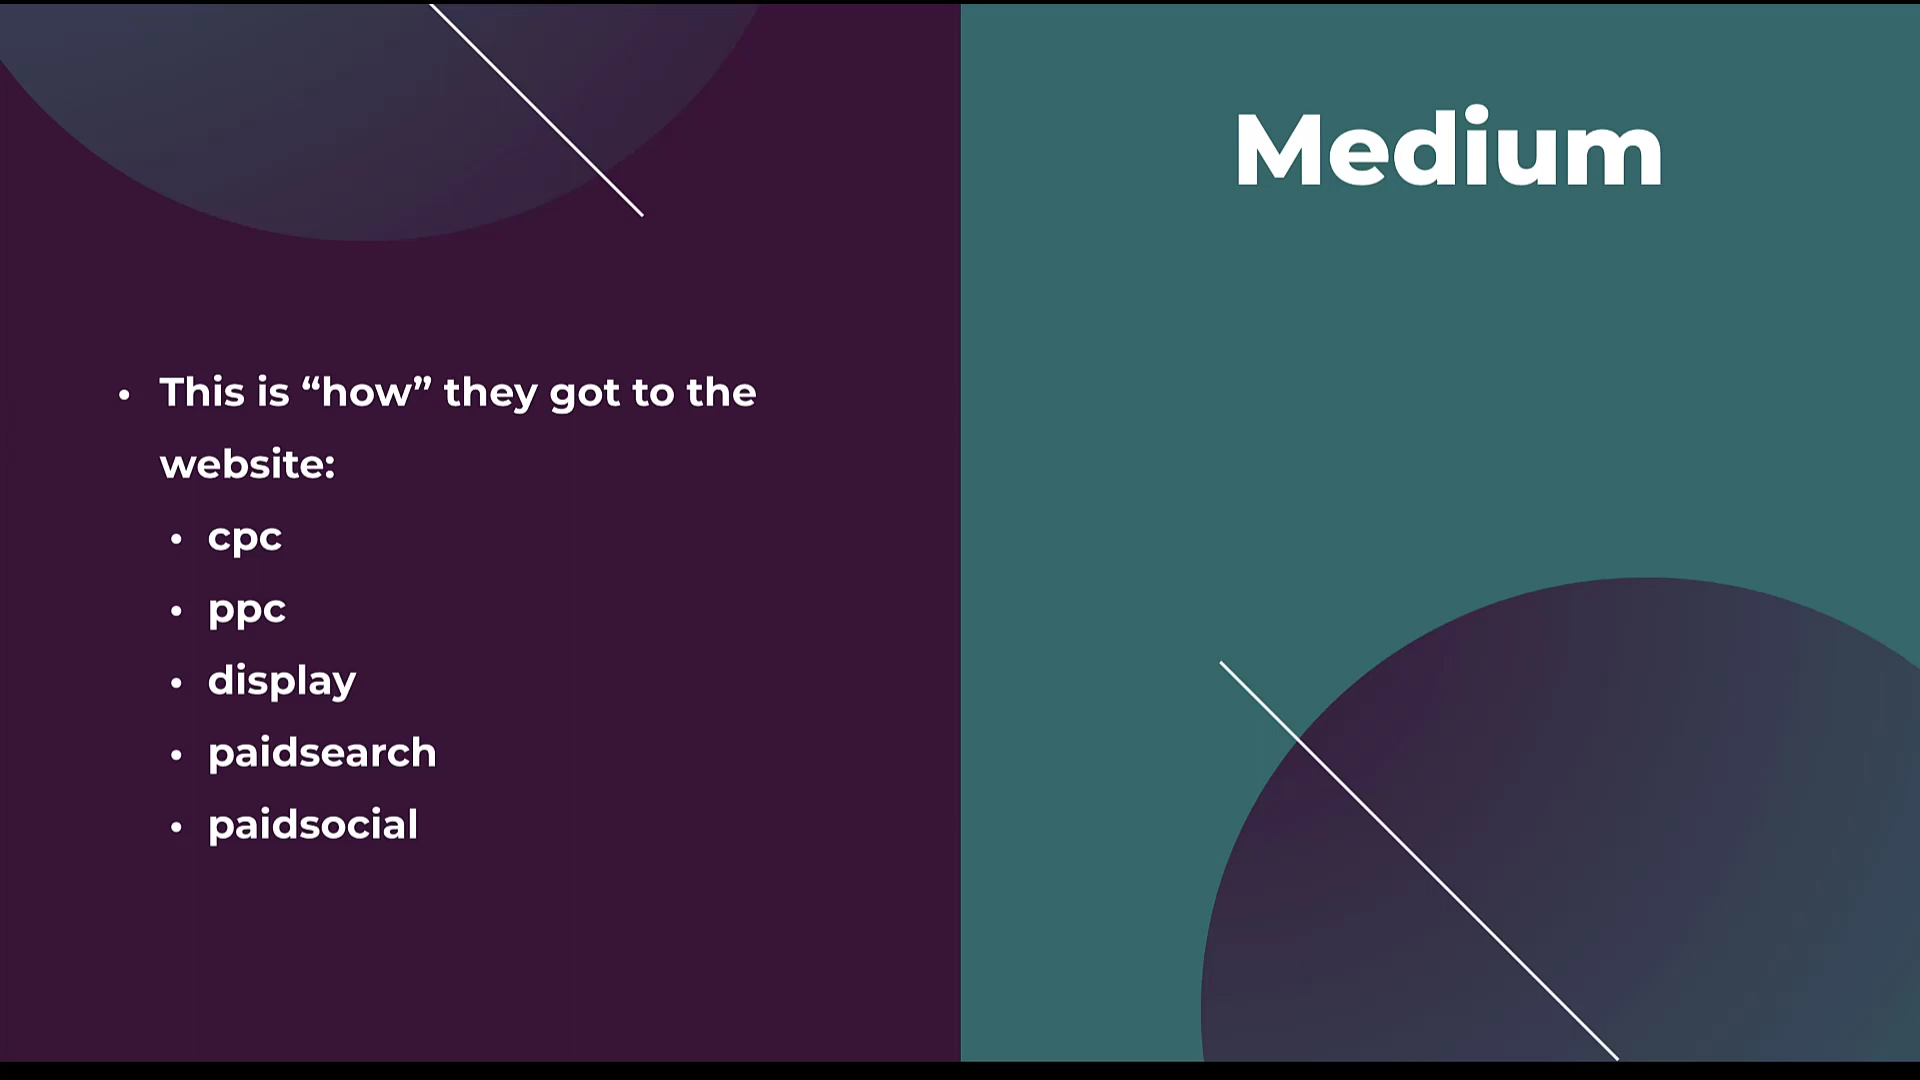 Medium
• This is “how” they got to the
website:
• cpc
• ppc
• display
• paidsearch
• paidsocial